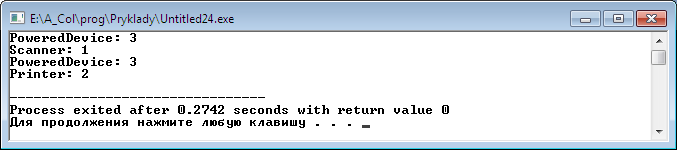 E:\A_Col\prog\Pryklady\Untitled24.exe
PoweredDevice: 3
Scanner: 1
PoweredDevice: 3
Printer: 2
--------------------------------
Process exited after 0.2742 seconds with return value 0
Для продолжения нажмите любую клавишу . . . _